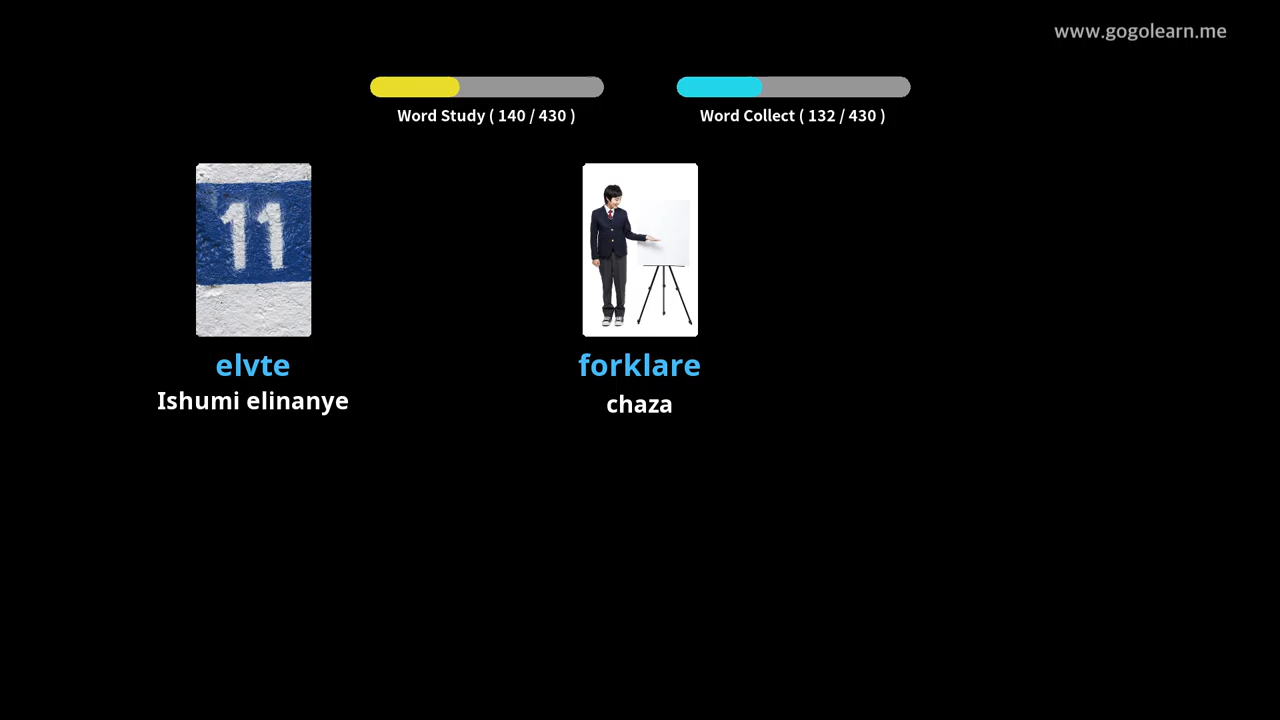 www.gogolearn.me
Word Study ( 140 / 430 )
Word Collect ( 132 / 430 )
11
elvte
Ishumi elinanye
forklare
chaza